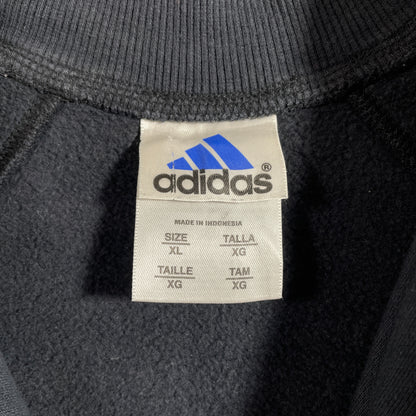 adidas®
MADE IN INDONESIA
SIZE TALLA
XL XG
TAILLE TAM
XG XG